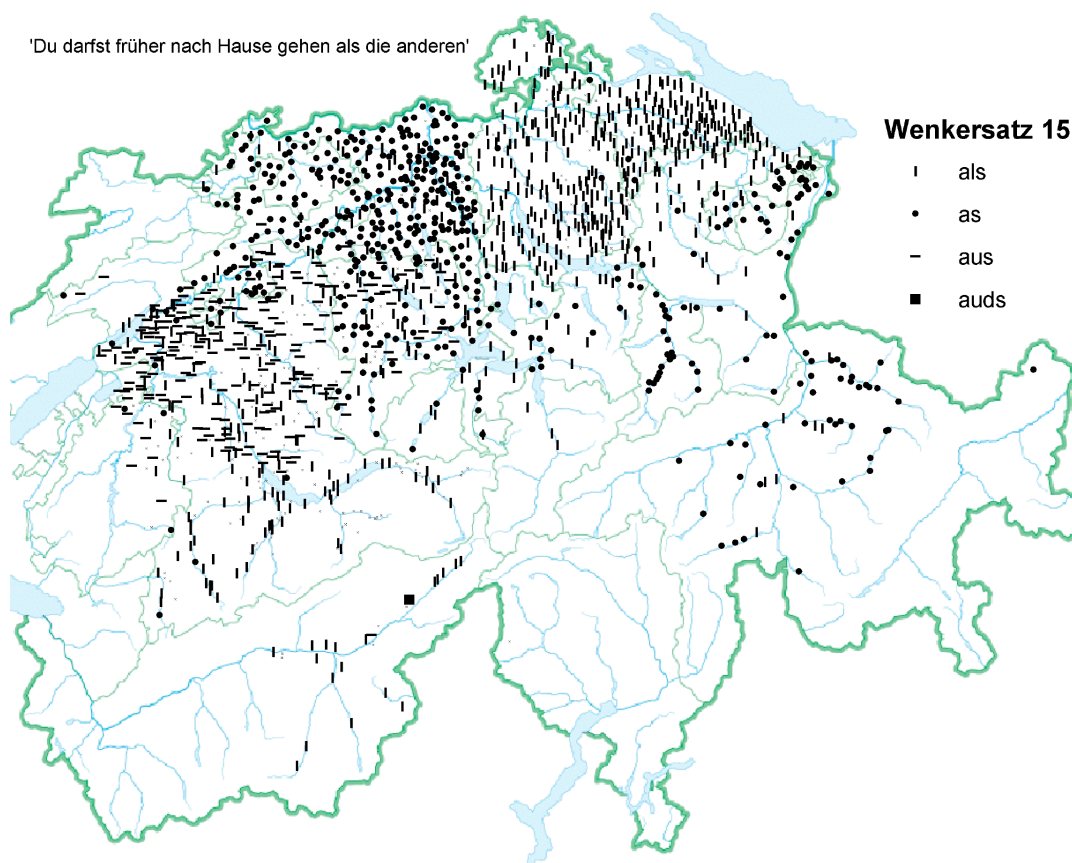 'Du darfst früher nach Hause gehen als die anderen'
Wenkersatz 15
als
as
aus
auds